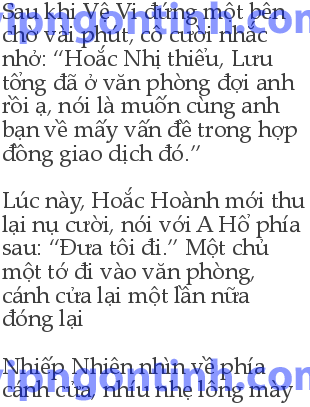 Sau khi Vệ Vi đứng một bên
chờ vài phút, cô cười nhắc
nhở: “Hoắc Nhị thiếu, Lưu
tổng đã ở văn phòng đợi anh
rồi ạ, nói là muốn cùng anh
bạn về mấy vấn đề trong hợp
đồng giao dịch đó.”
Lúc này, Hoắc Hoành mới thu
lại nụ cười, nói với A Hổ phía
sau: “Đưa tôi đi.” Một chủ
một tớ đi vào văn phòng,
cánh cửa lại một lần nữa
đóng lại
Nhiếp Nhiên nhìn về phía
cánh cửa, nhíu nhẹ lông mày